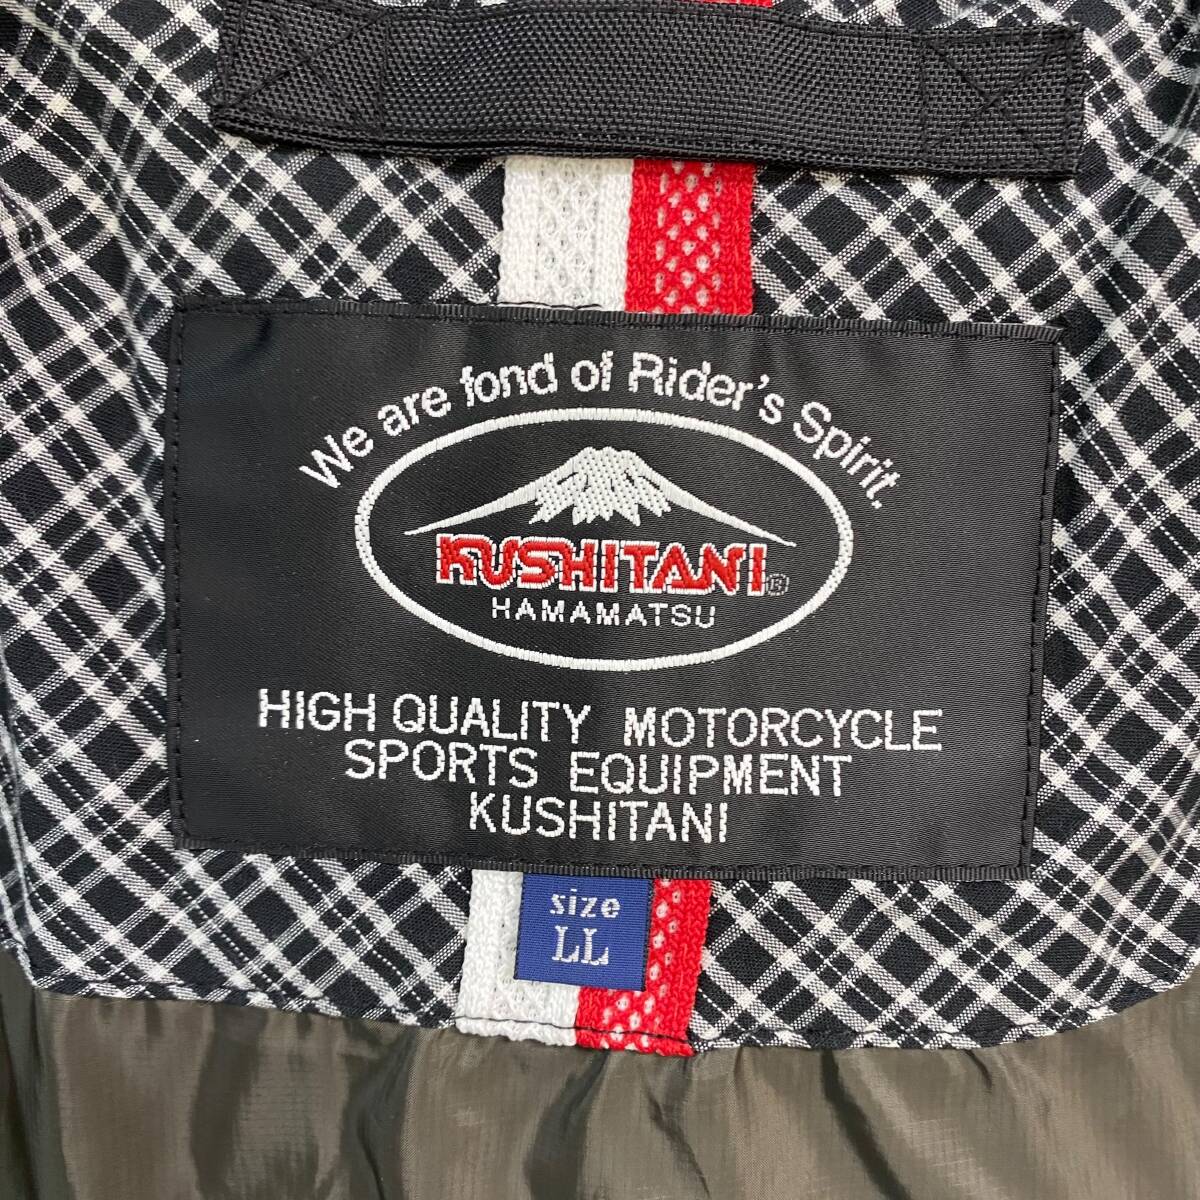 We are fond of Rider's Spirit.
KUSHITANI®
HAMAMATSU
HIGH QUALITY MOTORCYCLE
SPORTS EQUIPMENT
KUSHITANI
size
LL